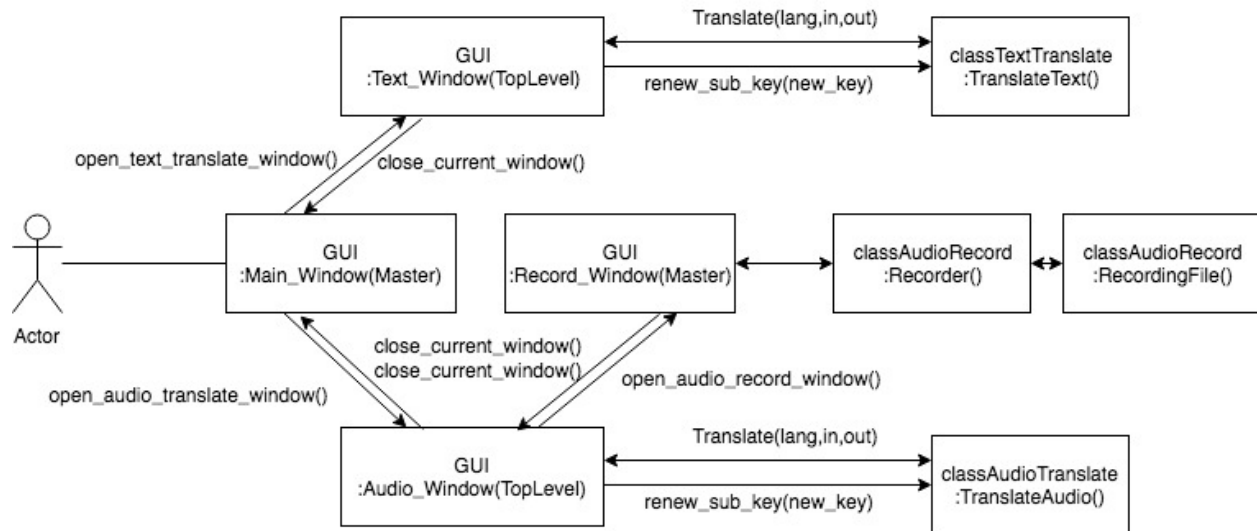 Translate(lang,in,out)
GUI
:Text_Window(TopLevel)
classTextTranslate
:TranslateText()
renew_sub_key(new_key)
open_text_translate_window()
close_current_window()
GUI
:Main_Window(Master)
GUI
:Record_Window(Master)
classAudioRecord
:Recorder()
classAudioRecord
:RecordingFile()
Actor
close_current_window()
close_current_window()
open_audio_translate_window()
open_audio_record_window()
Translate(lang,in,out)
GUI
:Audio_Window(TopLevel)
classAudioTranslate
:TranslateAudio()
renew_sub_key(new_key)